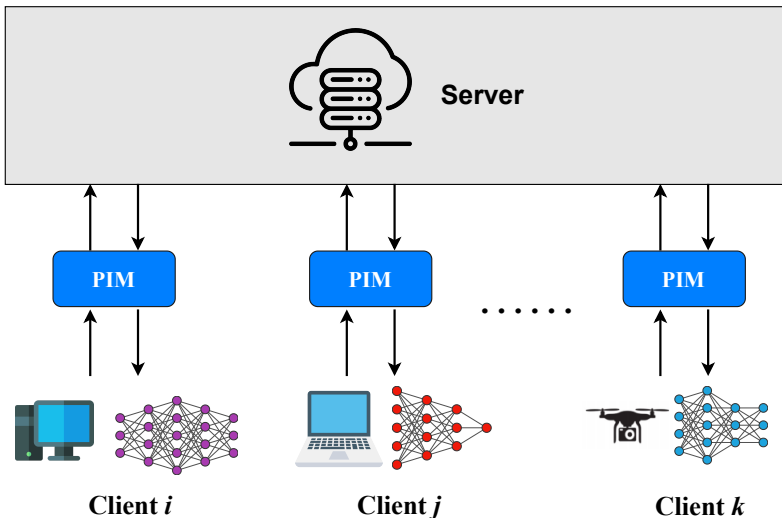 Server
PIM
PIM
PIM
......
Client i
Client j
Client k